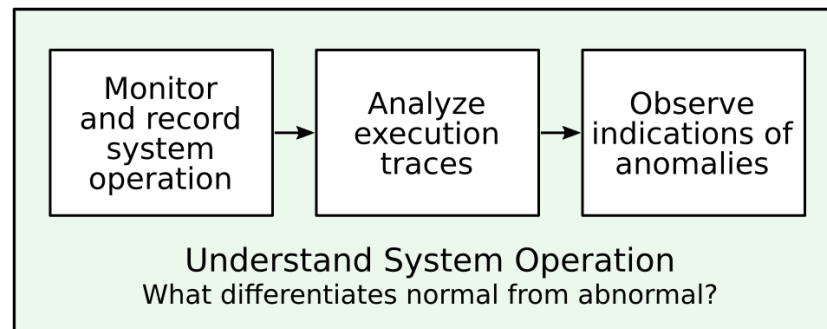 Monitor
and record
system
operation
Analyze
execution
traces
Observe
indications of
anomalies
Understand System Operation
What differentiates normal from abnormal?